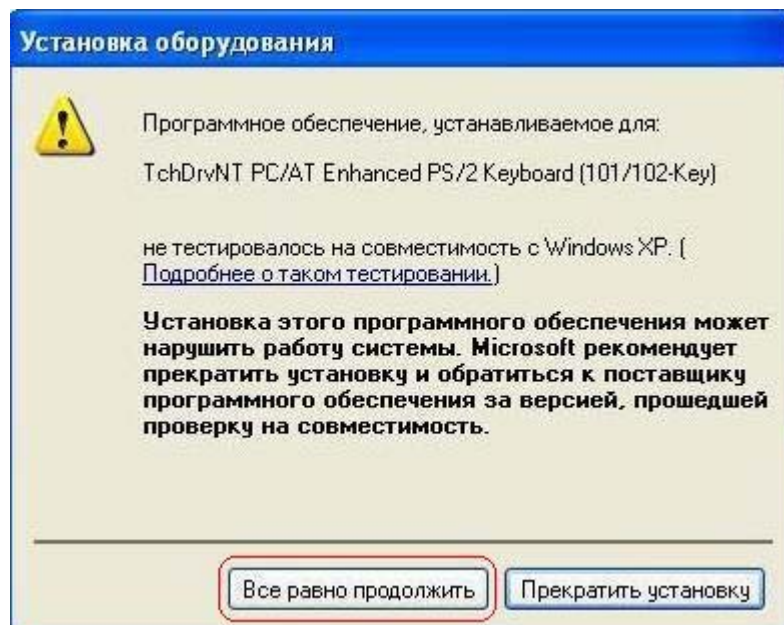 Установка оборудования
Программное обеспечение, устанавливаемое для:
TchDrvNT PC/AT Enhanced PS/2 Keyboard (101/102-Key)
не тестировалось на совместимость с Windows XP. (
Подробнее о таком тестировании.)
Установка этого программного обеспечения может
нарушить работу системы. Microsoft рекомендует
прекратить установку и обратиться к поставщику
программного обеспечения за версией, прошедшей
проверку на совместимость.
Все равно продолжить
Прекратить установку